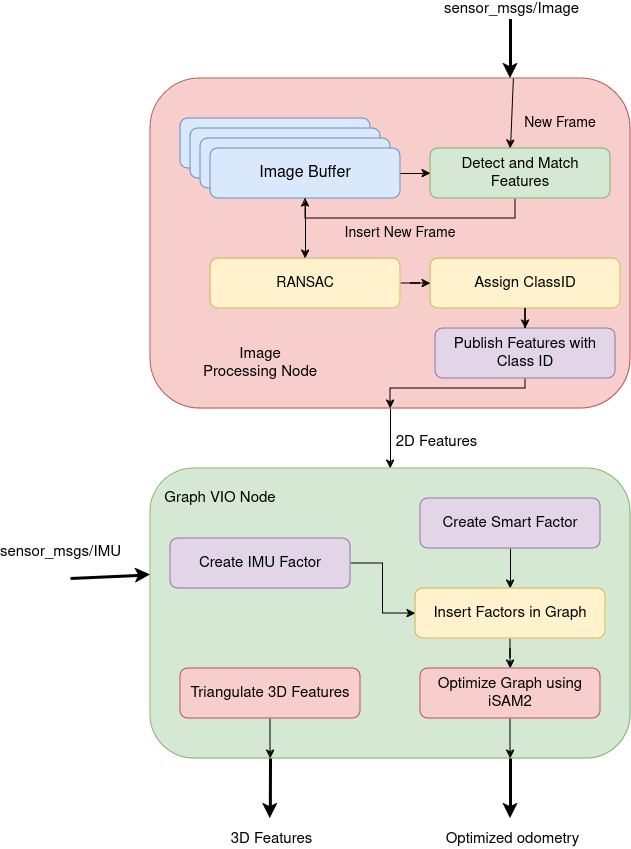 sensor_msgs/Image
New Frame
Image Buffer
Detect and Match
Features
Insert New Frame
RANSAC
Assign ClassID
Publish Features with
Class ID
Image
Processing Node
2D Features
Graph VIO Node
Create Smart Factor
sensor_msgs/IMU
Create IMU Factor
Insert Factors in Graph
Triangulate 3D Features
Optimize Graph using
iSAM2
3D Features
Optimized odometry